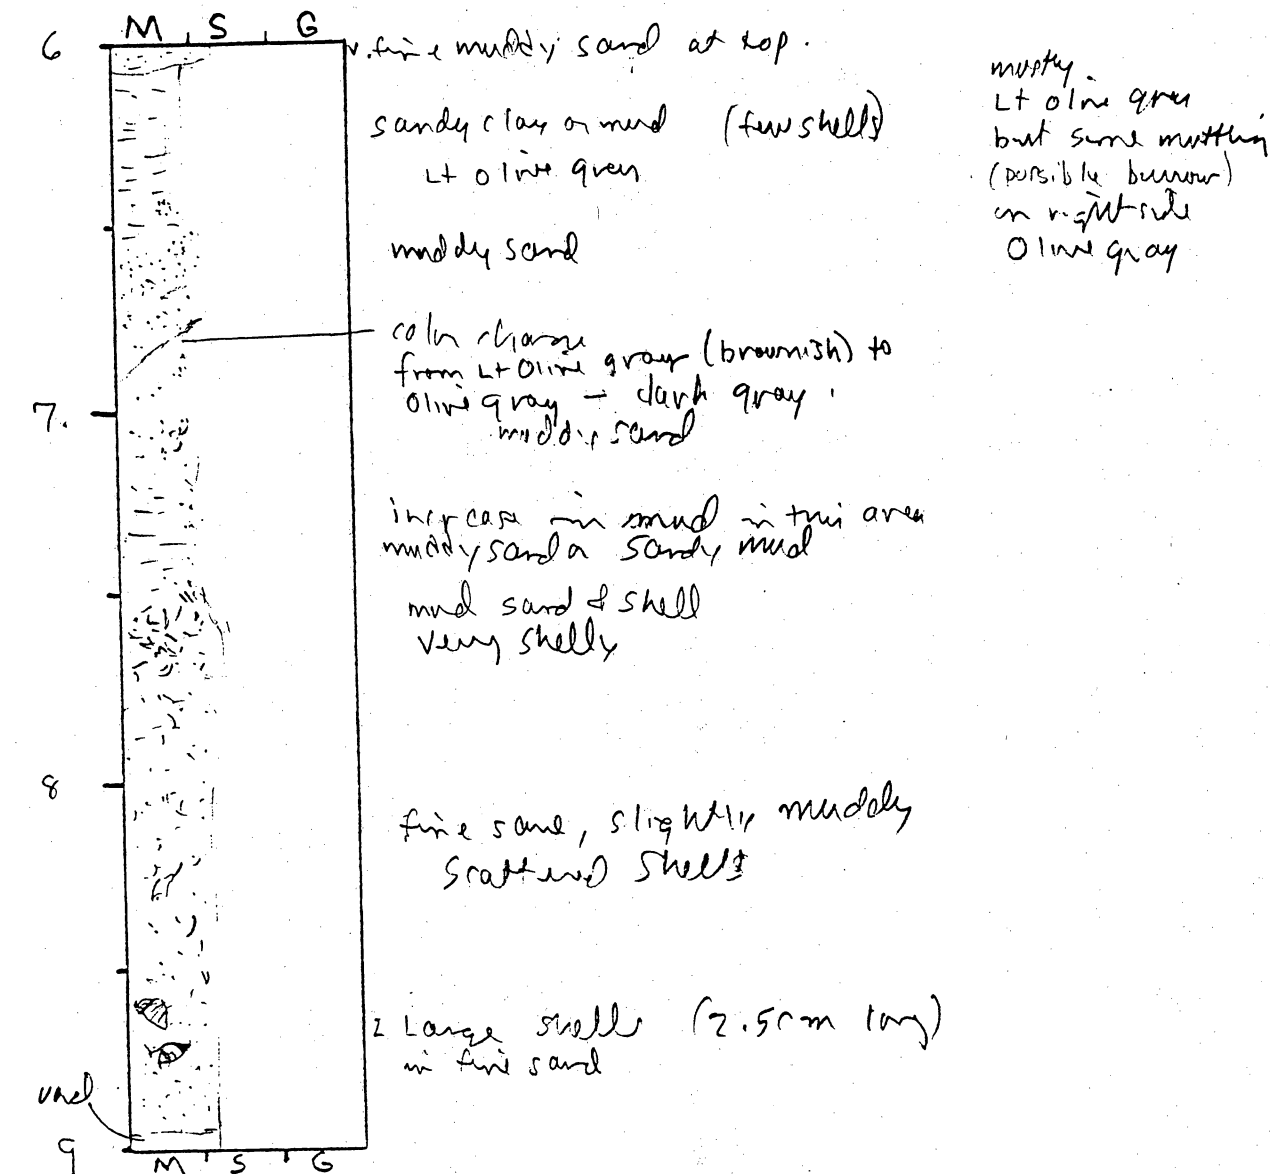 M S G
6
v. fine muddy sand at top.
mostly
Lt olive gray
but some mottling
(possible burrow)
on right side
Olive gray
sandy clay or mud (few shells)
Lt olive gray
muddy sand
color change
from Lt Olive gray (brownish) to
Olive gray – dark gray.
muddy sand
7.
increase in mud in this area
muddy sand or sandy mud
mud sand & shell
very shelly
8
fine sand, slightly muddy
scattered shells
2 Large shells (2.5cm long)
in fine sand
void
9
M S G